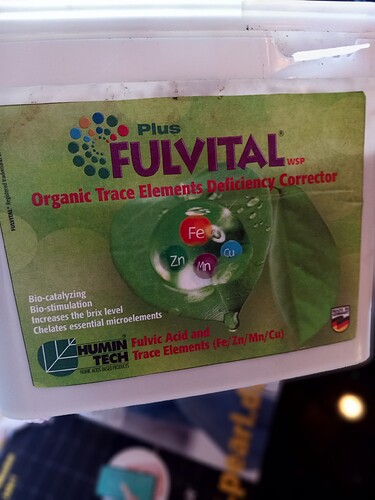 Plus
FULVITAL® WSP
Organic Trace Elements Deficiency Corrector
Fe
Zn
Mn
Cu
Bio-catalyzing
Bio-stimulation
Increases the brix level
Chelates essential microelements
HUMIN
TECH
Fulvic Acid and
Trace Elements (Fe/Zn/Mn/Cu)
pearl.d